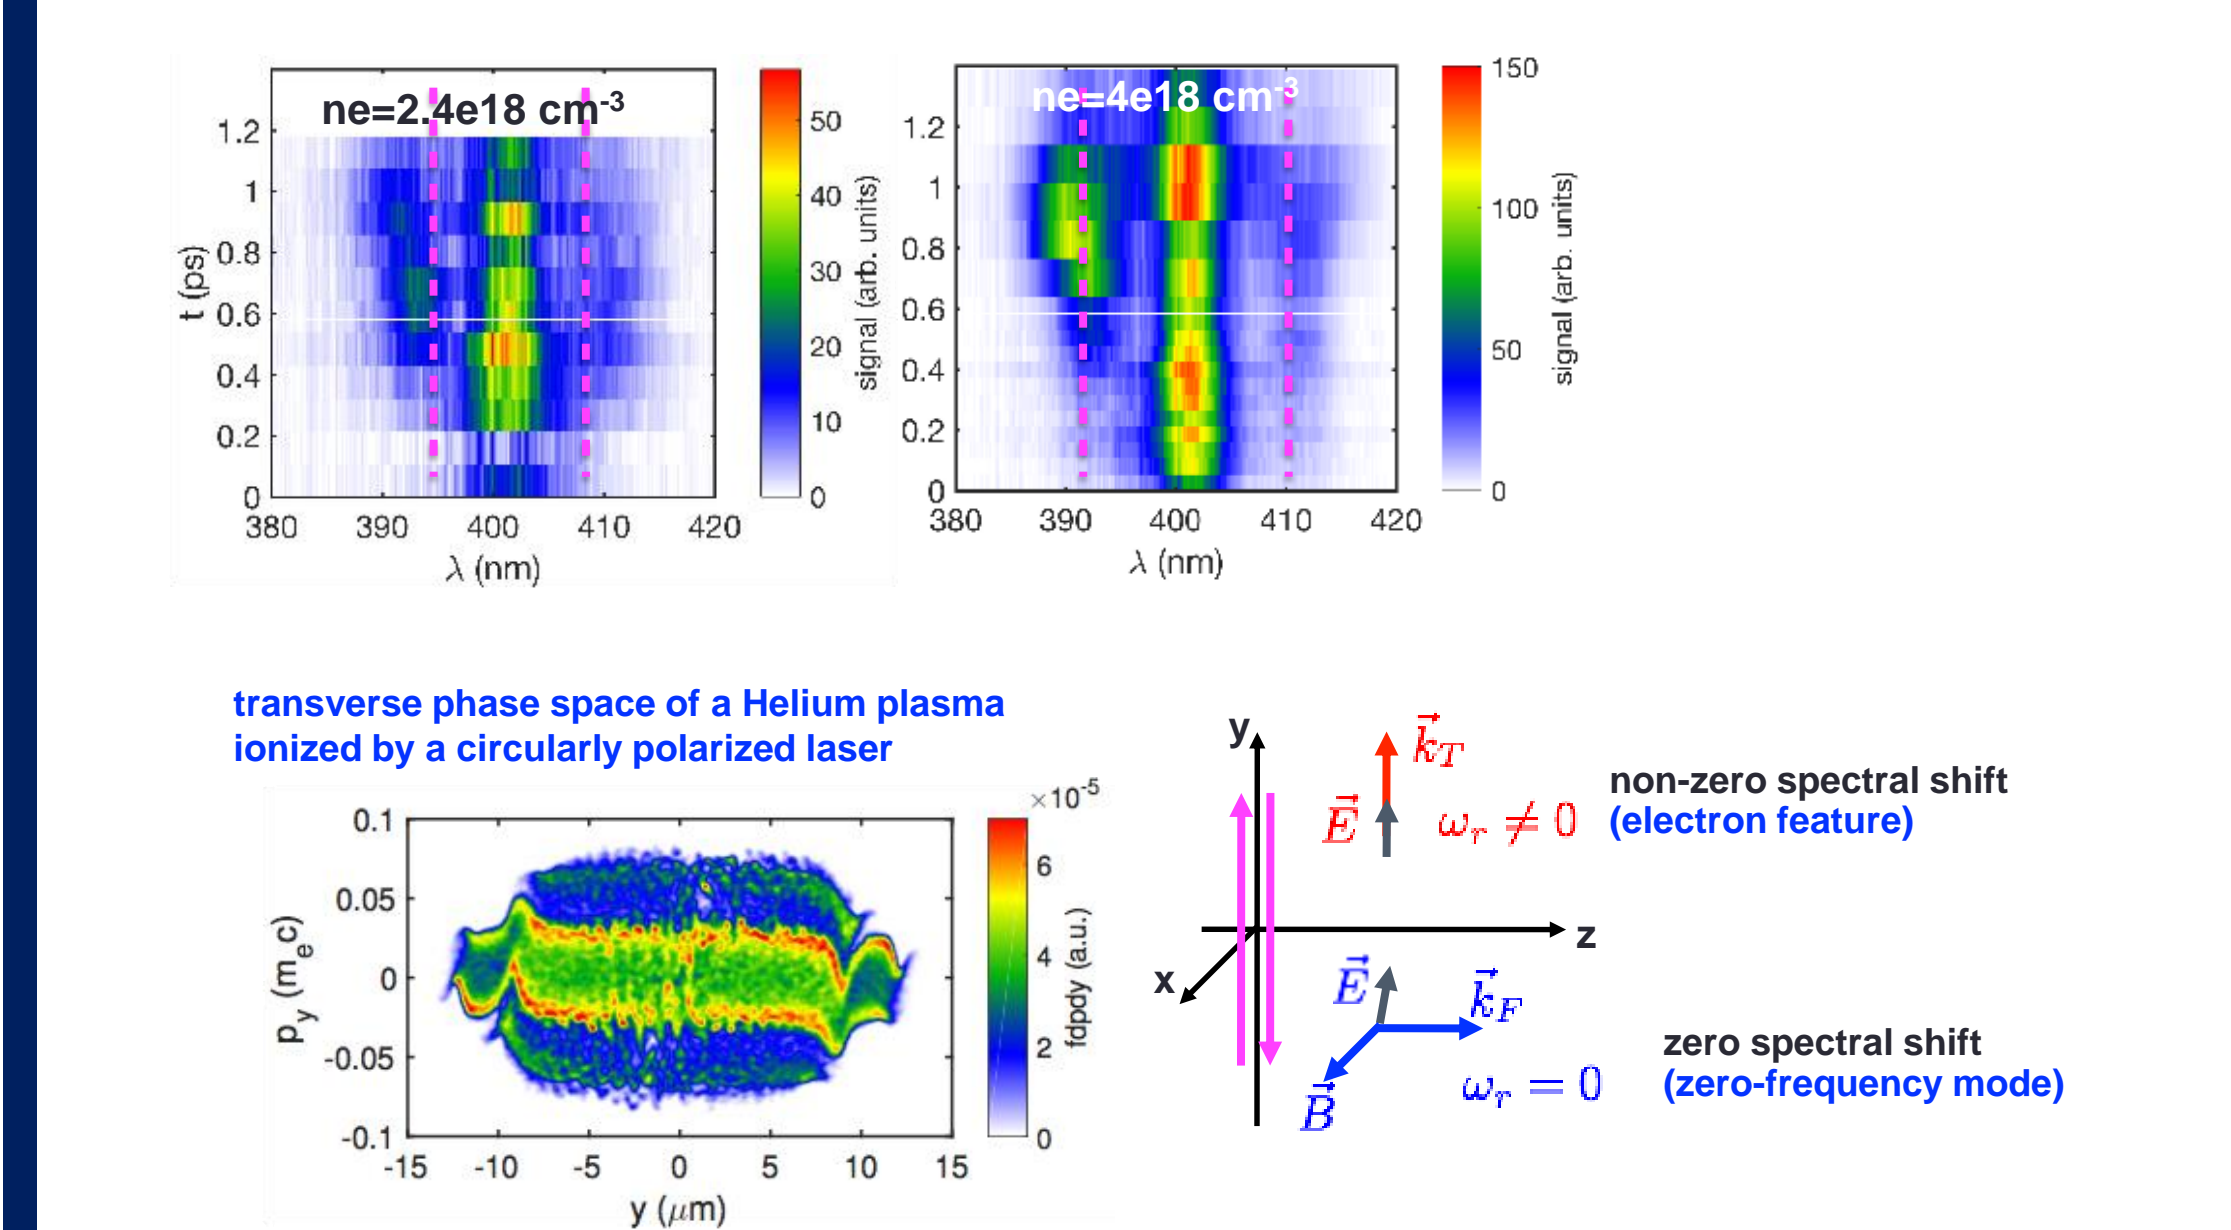 ne=2.4e18 cm-3
1.2
1
0.8
0.6
0.4
0.2
0
t (ps)
380 390 400 410 420
λ (nm)
50
40
30
20
10
0
signal (arb. units)
ne=4e18 cm-3
1.2
1
0.8
0.6
0.4
0.2
0
380 390 400 410 420
λ (nm)
150
100
50
0
signal (arb. units)
transverse phase space of a Helium plasma
ionized by a circularly polarized laser
×10-5
0.1
0.05
0
-0.05
-0.1
py (mec)
-15 -10 -5 0 5 10 15
y (μm)
6
4
2
0
fdpdy (a.u.)
y
k⃗T
E⃗ ωr ≠ 0
non-zero spectral shift
(electron feature)
z
x
E⃗
k⃗F
B⃗
ωr = 0
zero spectral shift
(zero-frequency mode)